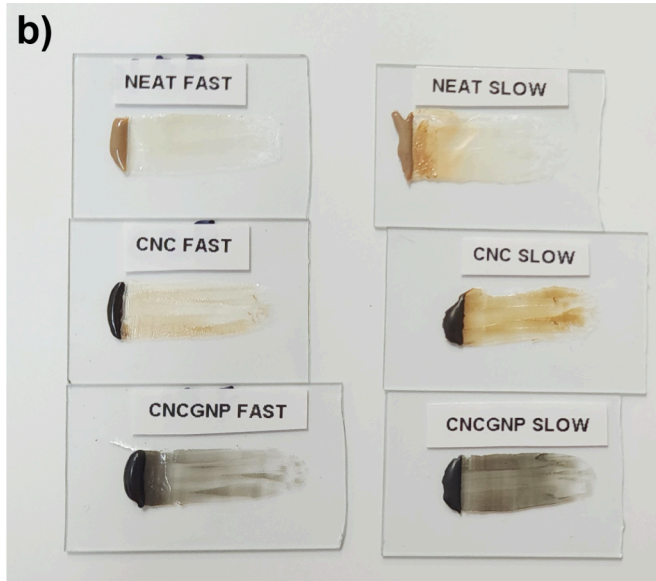 b)
NEAT FAST
NEAT SLOW
CNC FAST
CNC SLOW
CNCGNP FAST
CNCGNP SLOW